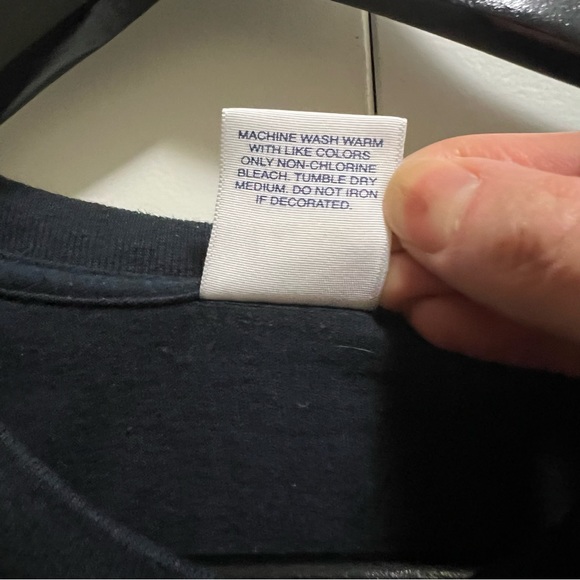 MACHINE WASH WARM
WITH LIKE COLORS
ONLY NON-CHLORINE
BLEACH. TUMBLE DRY
MEDIUM. DO NOT IRON
IF DECORATED.